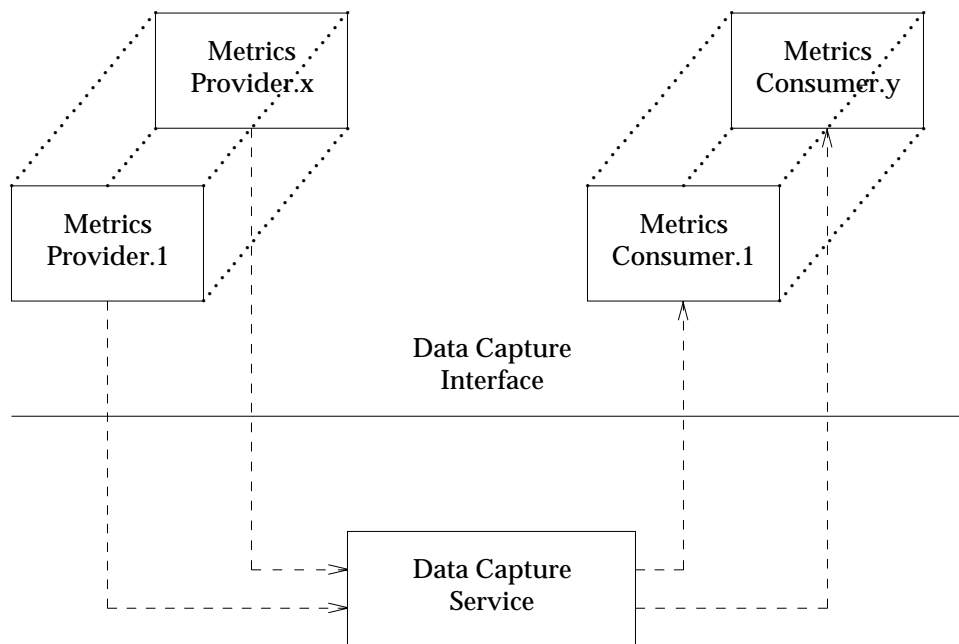 Metrics
Provider.x
Metrics
Consumer.y
Metrics
Provider.1
Metrics
Consumer.1
Data Capture
Interface
Data Capture
Service